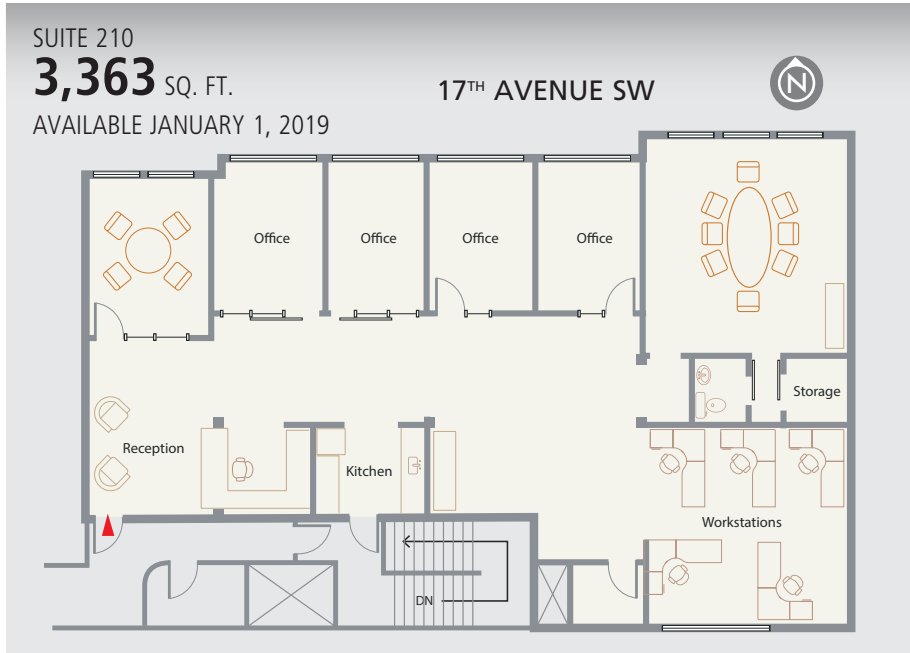 SUITE 210
3,363 SQ. FT.
AVAILABLE JANUARY 1, 2019
17TH AVENUE SW
N
Office
Office
Office
Office
Storage
Reception
Kitchen
Workstations
DN